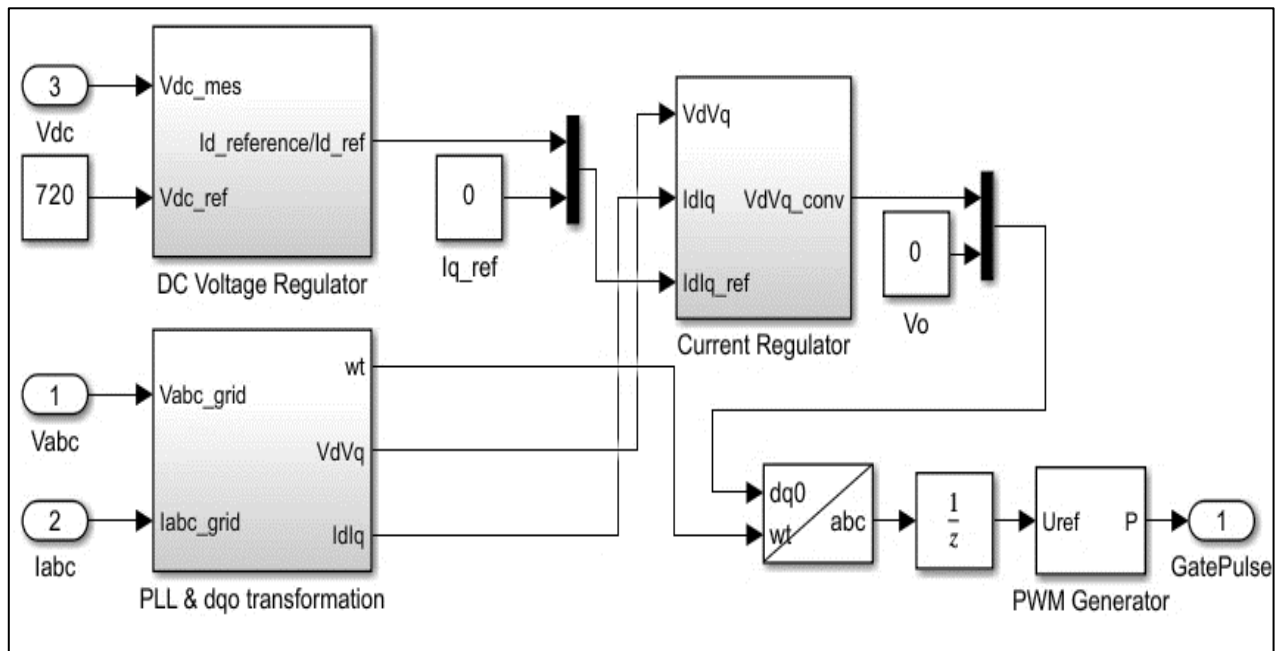 3
Vdc
720
Vdc_mes
Id_reference/Id_ref
Vdc_ref
DC Voltage Regulator
0
Iq_ref
VdVq
IdIq
VdVq_conv
IdIq_ref
Current Regulator
0
Vo
1
Vabc
2
Iabc
Vabc_grid
wt
VdVq
Iabc_grid
IdIq
PLL & dqo transformation
dq0
abc
wt
1
z
Uref
P
PWM Generator
1
GatePulse